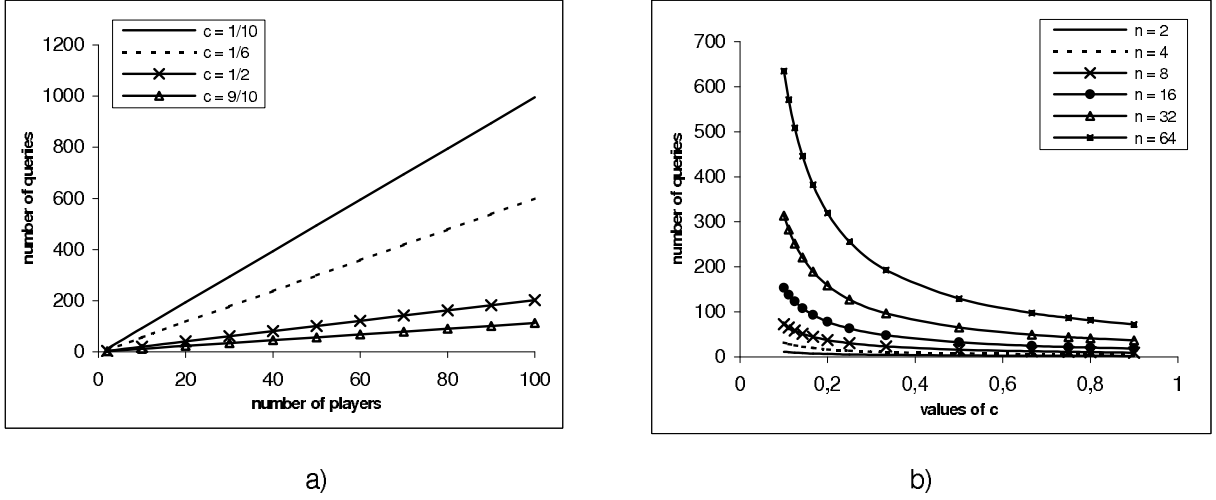 c = 1/10
c = 1/6
c = 1/2
c = 9/10
1200
1000
800
600
400
200
0
0 20 40 60 80 100
number of players
number of queries
a)
n = 2
n = 4
n = 8
n = 16
n = 32
n = 64
700
600
500
400
300
200
100
0
0 0,2 0,4 0,6 0,8 1
values of c
number of queries
b)